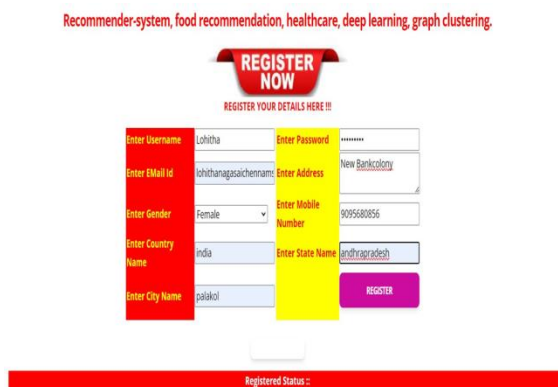 Recommender-system, food recommendation, healthcare, deep learning, graph clustering.
REGISTER
NOW
REGISTER YOUR DETAILS HERE !!!
Enter Username Lohitha Enter Password •••••••••
Enter EMail Id lohithanagasaichennams Enter Address New Bankcolony
Enter Gender Female Enter Mobile
Number 9095680856
Enter Country
Name india Enter State Name andhrapradesh
Enter City Name palakol REGISTER
Registered Status ::